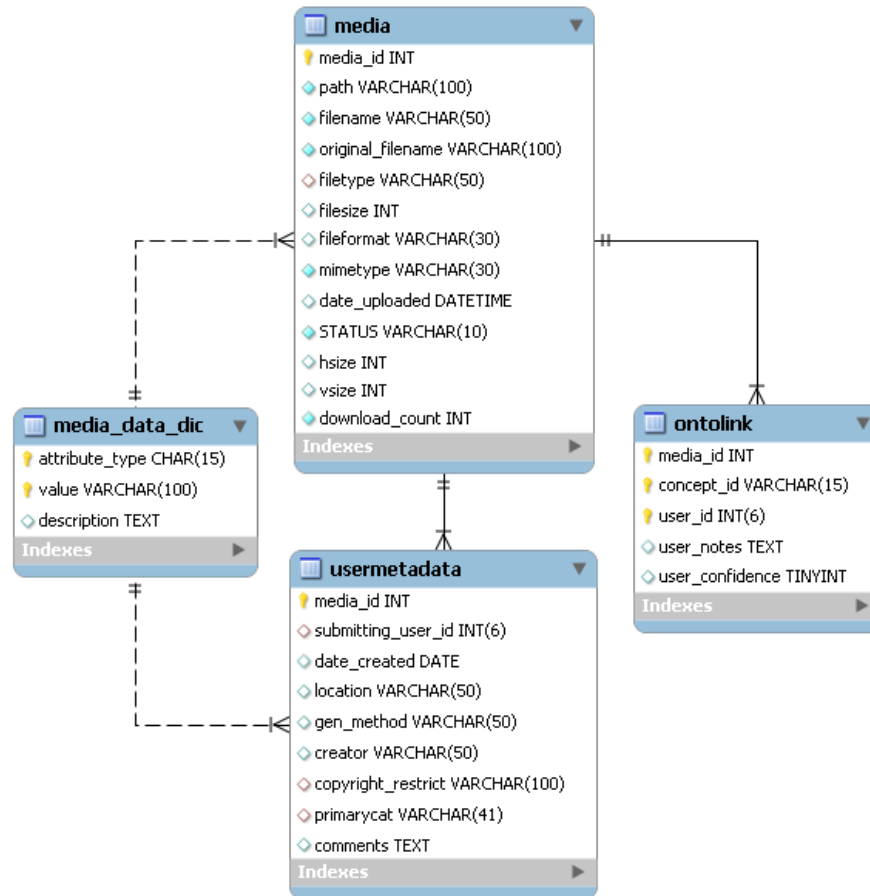 media
media_id INT
path VARCHAR(100)
filename VARCHAR(50)
original_filename VARCHAR(100)
filetype VARCHAR(50)
filesize INT
fileformat VARCHAR(30)
mimetype VARCHAR(30)
date_uploaded DATETIME
STATUS VARCHAR(10)
hsize INT
vsize INT
download_count INT
Indexes
media_data_dic
attribute_type CHAR(15)
value VARCHAR(100)
description TEXT
Indexes
ontolink
media_id INT
concept_id VARCHAR(15)
user_id INT(6)
user_notes TEXT
user_confidence TINYINT
Indexes
usermetadata
media_id INT
submitting_user_id INT(6)
date_created DATE
location VARCHAR(50)
gen_method VARCHAR(50)
creator VARCHAR(50)
copyright_restrict VARCHAR(100)
primarycat VARCHAR(41)
comments TEXT
Indexes